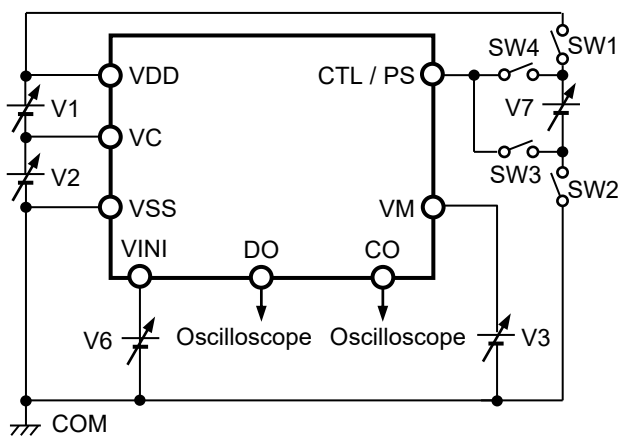 SW1
SW4
VDD
CTL / PS
V1
V7
VC
V2
SW3
SW2
VSS
VM
VINI
DO
CO
V6
Oscilloscope
Oscilloscope
V3
COM